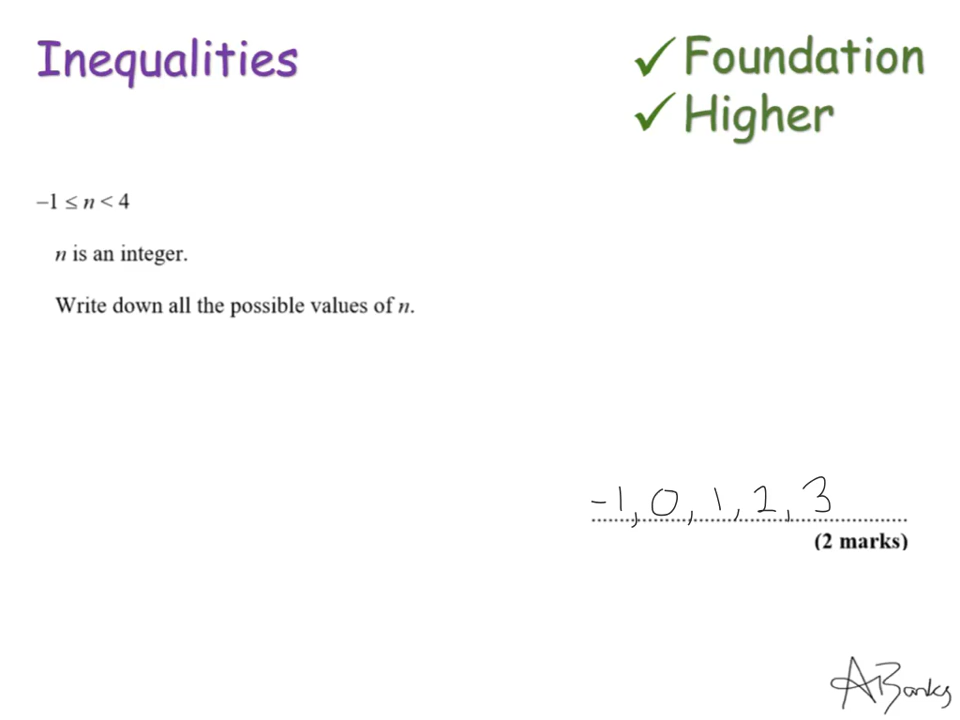 Inequalities
✓ Foundation
✓ Higher
–1 ≤ n < 4
n is an integer.
Write down all the possible values of n.
-1, 0, 1, 2, 3
(2 marks)
ABanks